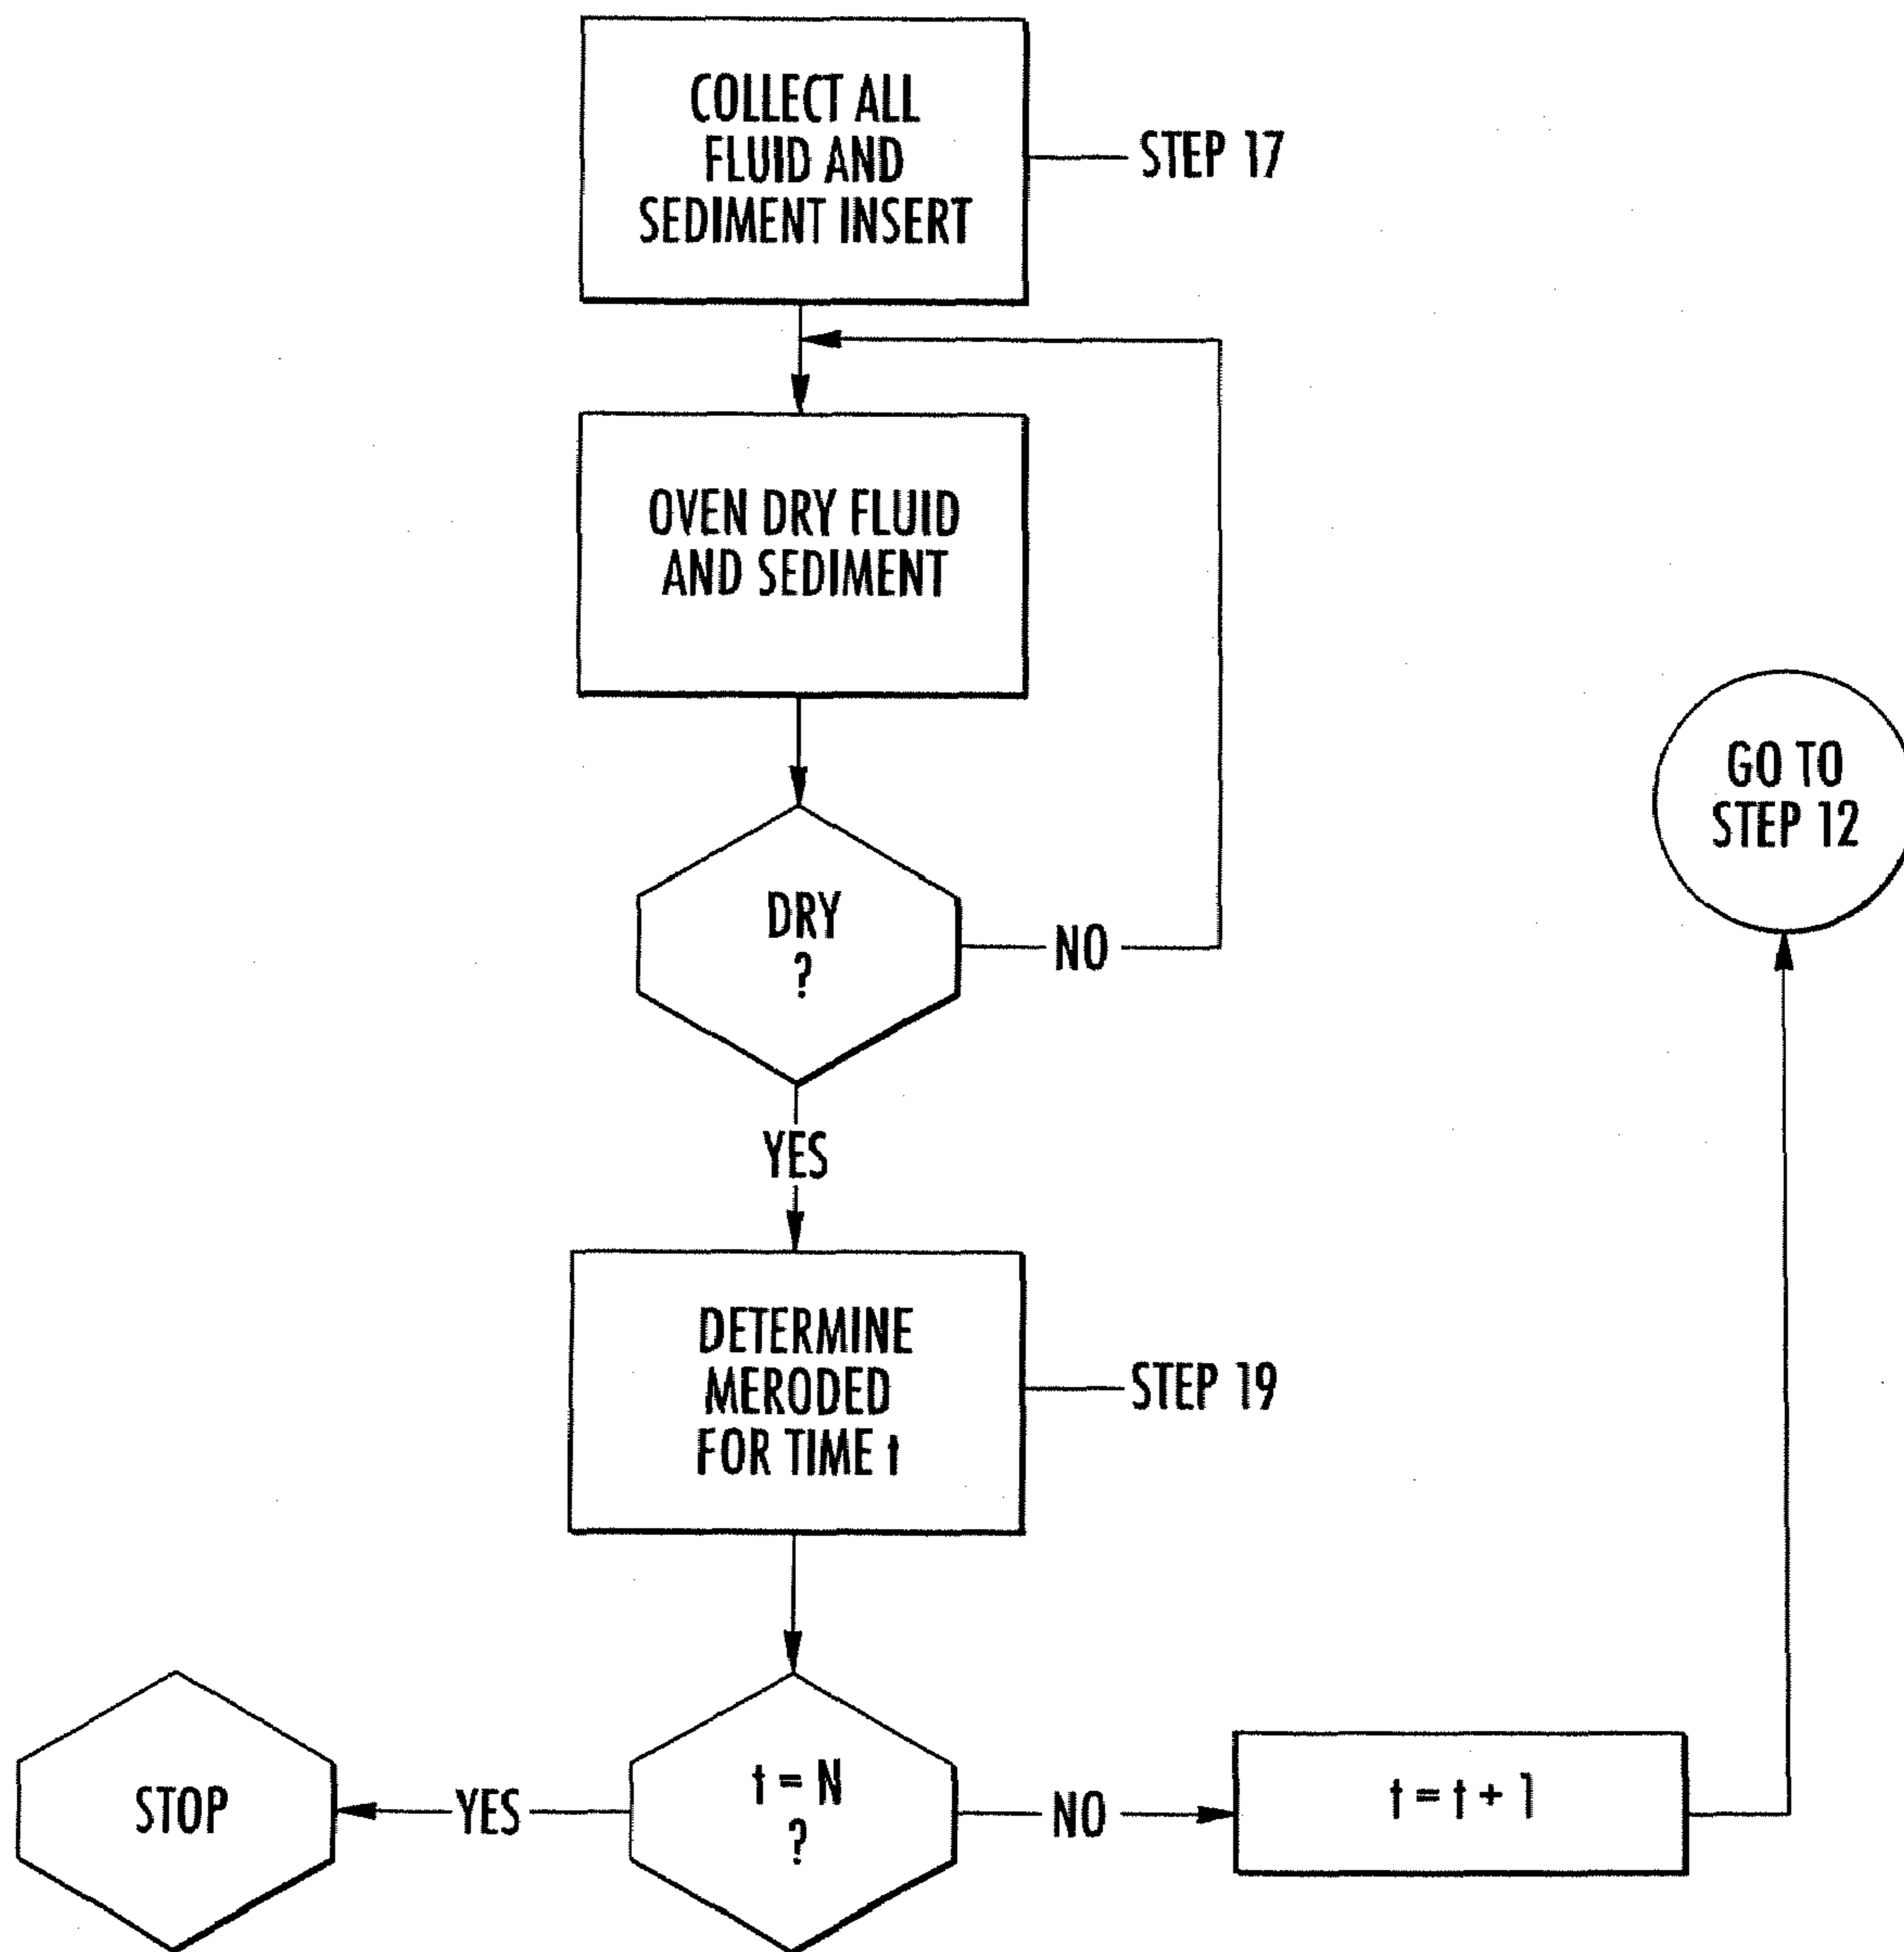 COLLECT ALL
FLUID AND
SEDIMENT INSERT
STEP 17
OVEN DRY FLUID
AND SEDIMENT
DRY
?
NO
YES
GO TO
STEP 12
DETERMINE
MERODED
FOR TIME t
STEP 19
STOP
YES
t = N
?
NO
t = t + 1